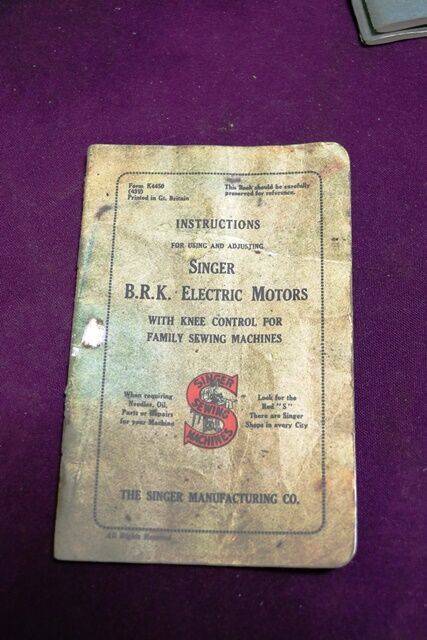 Form K4450
(439)
Printed in Gt. Britain
This Book should be carefully
preserved for reference.
INSTRUCTIONS
FOR USING AND ADJUSTING
SINGER
B.R.K. ELECTRIC MOTORS
WITH KNEE CONTROL FOR
FAMILY SEWING MACHINES
When requiring
Needles, Oil,
Parts or Repairs
for your Machine
SINGER
SEWING
MACHINES
Look for the
Red "S"
There are Singer
Shops in every City
THE SINGER MANUFACTURING CO.
All Rights Reserved